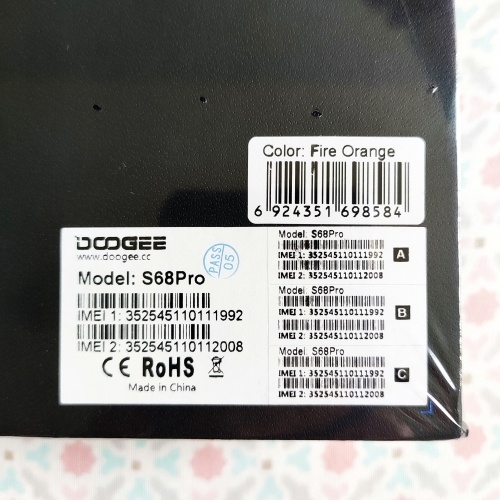 Color: Fire Orange
6 924351 698584
DOOGEE
www.doogee.cc
PASS
05
Model: S68Pro
IMEI 1: 352545110111992
IMEI 2: 352545110112008
CE RoHS
Made in China
Model: S68Pro
IMEI 1: 352545110111992
IMEI 2: 352545110112008
A
Model: S68Pro
IMEI 1: 352545110111992
IMEI 2: 352545110112008
B
Model: S68Pro
IMEI 1: 352545110111992
IMEI 2: 352545110112008
C